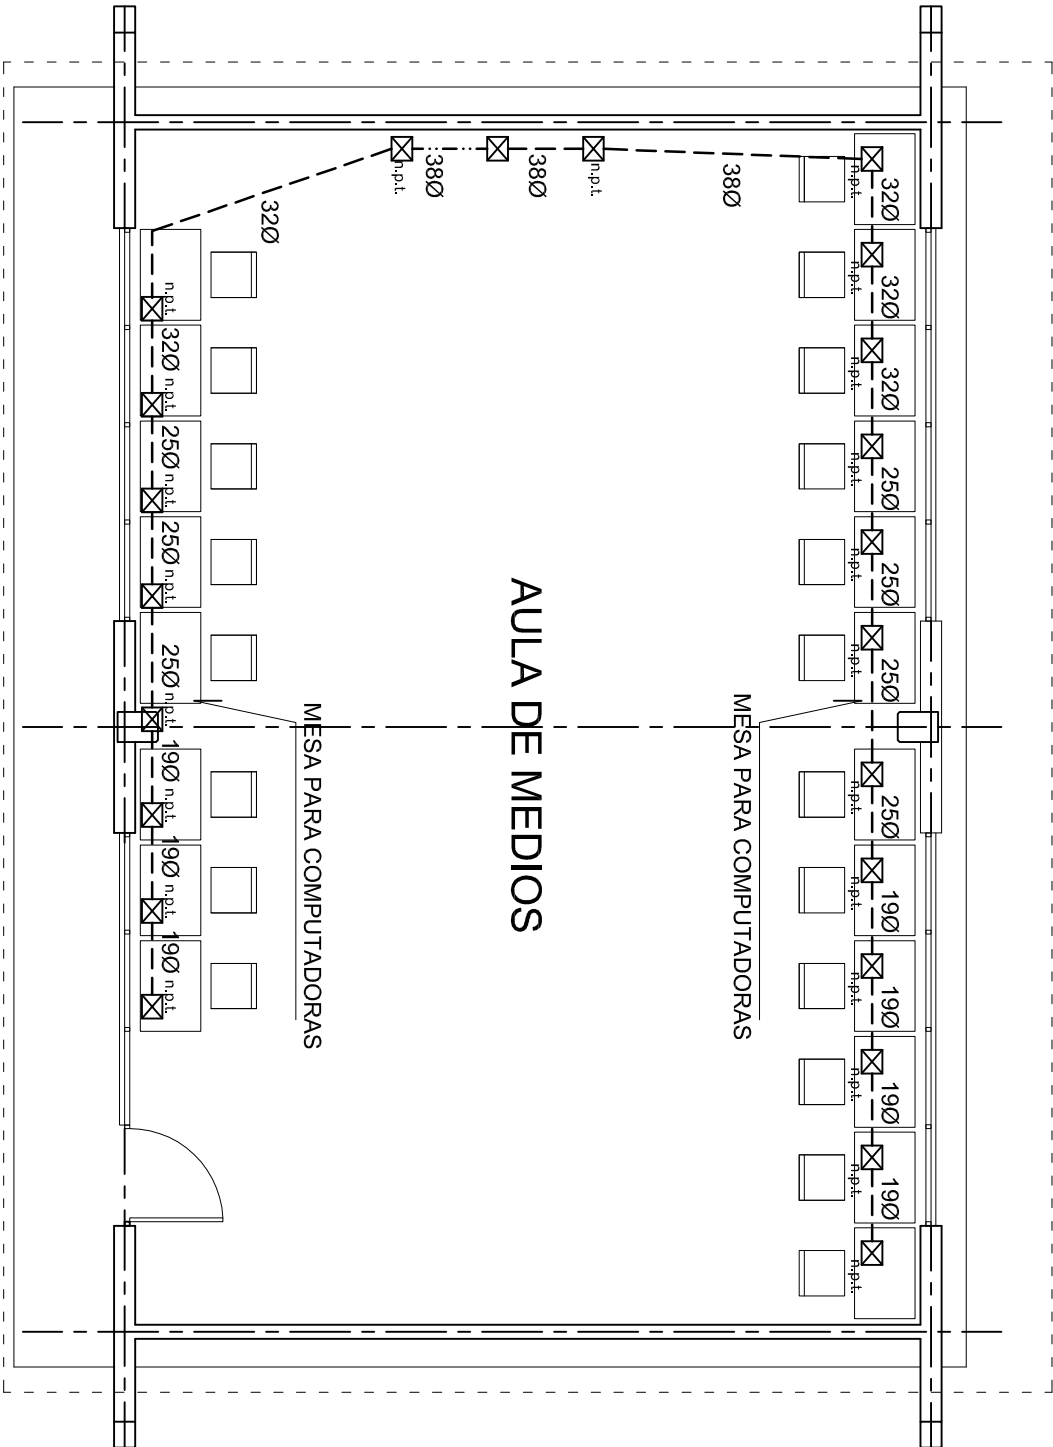 32Ø 32Ø 32Ø 25Ø 25Ø 25Ø 25Ø 19Ø 19Ø 19Ø 19Ø
n.p.t. n.p.t. n.p.t. n.p.t. n.p.t. n.p.t. n.p.t. n.p.t. n.p.t. n.p.t. n.p.t. n.p.t.
38Ø
MESA PARA COMPUTADORAS
n.p.t.
38Ø
AULA DE MEDIOS
38Ø
n.p.t.
MESA PARA COMPUTADORAS
32Ø
n.p.t. 32Ø n.p.t. 25Ø n.p.t. 25Ø n.p.t. 25Ø n.p.t. 19Ø n.p.t. 19Ø n.p.t. 19Ø n.p.t.